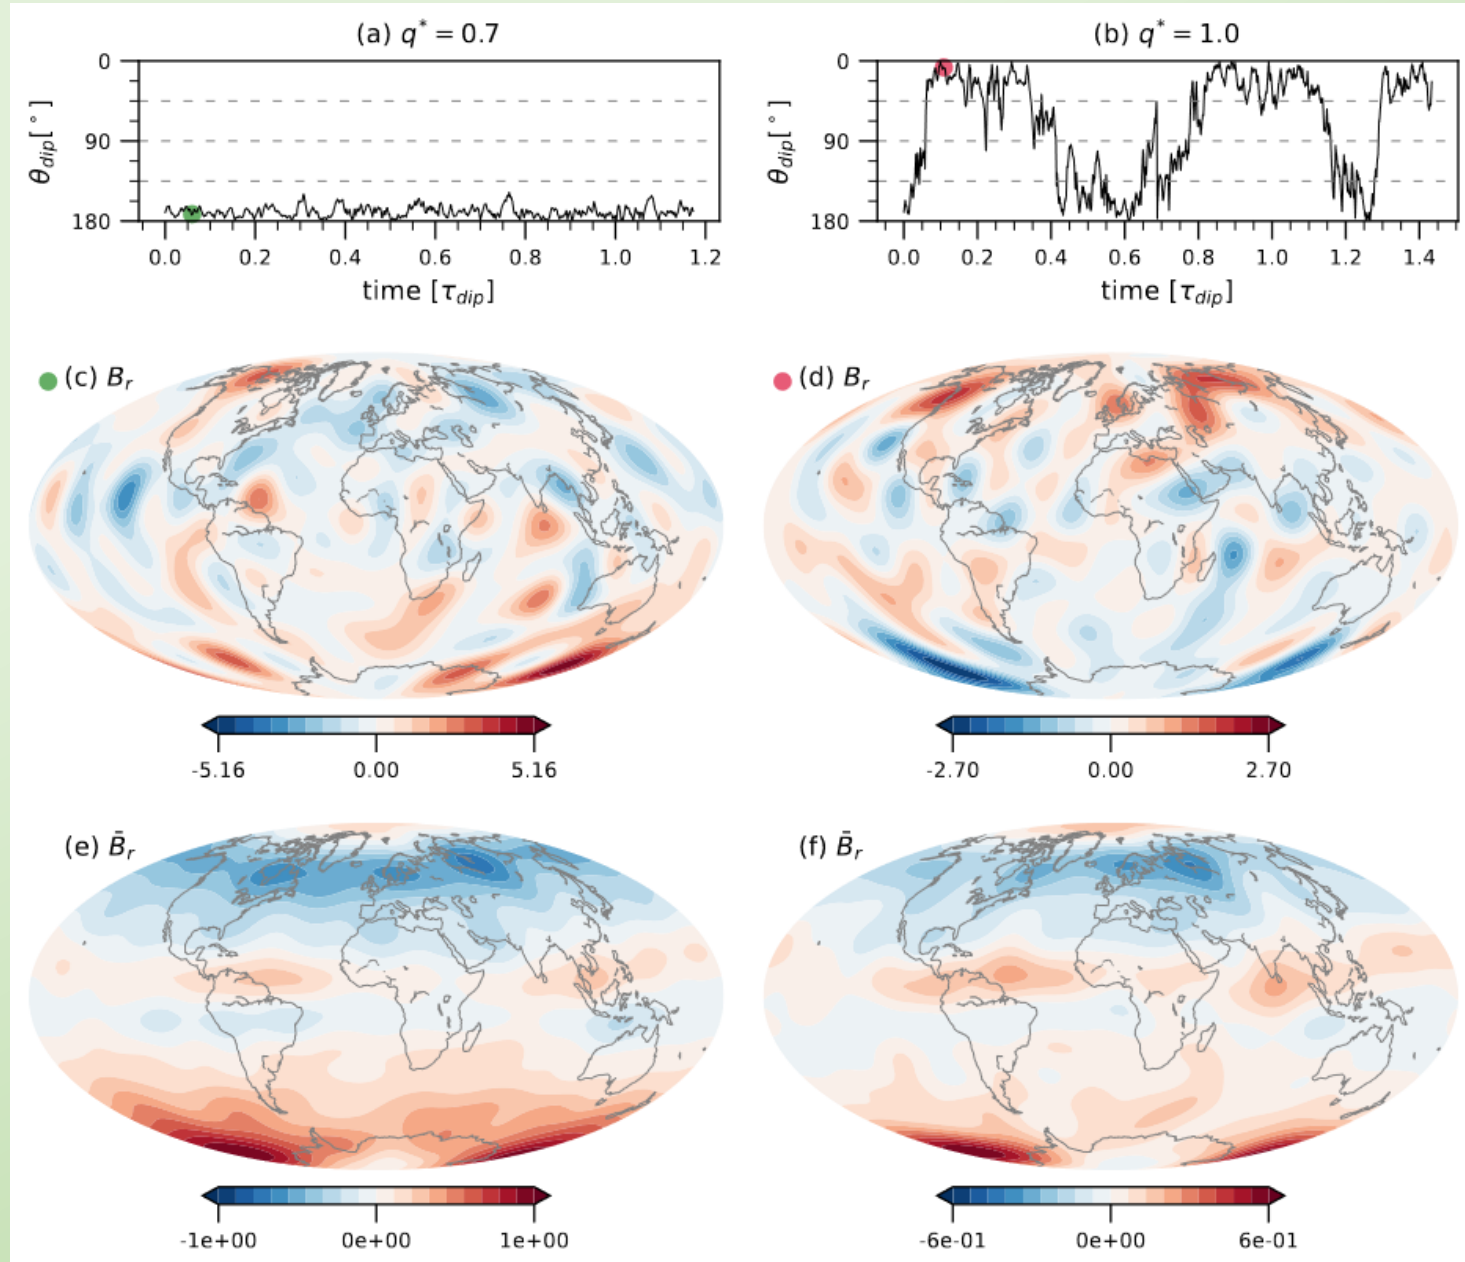 (a) q* = 0.7
0
90
180
θdip[°]
0.0 0.2 0.4 0.6 0.8 1.0 1.2
time [τdip]
(b) q* = 1.0
0
90
180
θdip[°]
0.0 0.2 0.4 0.6 0.8 1.0 1.2 1.4
time [τdip]
(c) Br
-5.16 0.00 5.16
(d) Br
-2.70 0.00 2.70
(e) B̄r
-1e+00 0e+00 1e+00
(f) B̄r
-6e-01 0e+00 6e-01